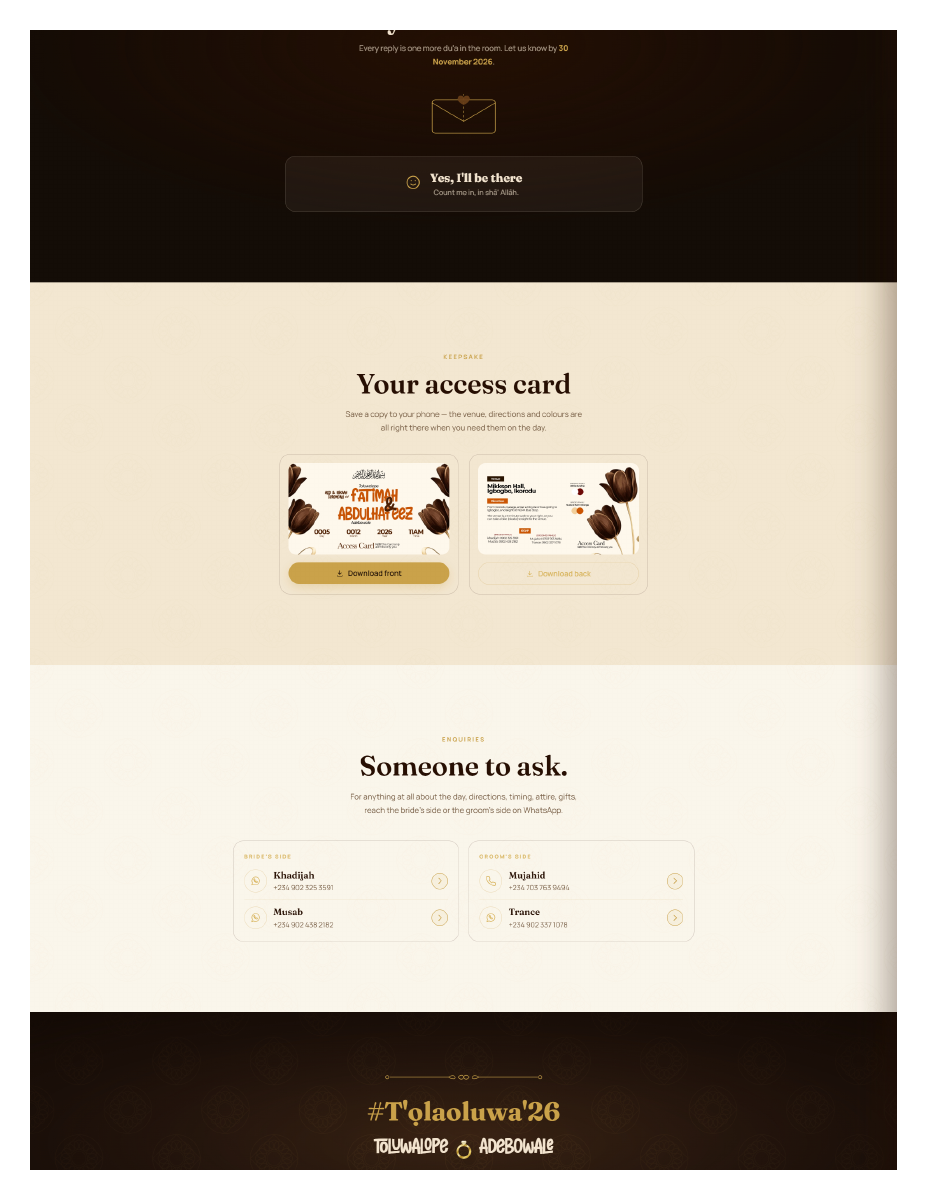 Every reply is one more du'a in the room. Let us know by 30
November 2026.
Yes, I'll be there
Count me in, in shā' Allāh.
KEEPSAKE
Your access card
Save a copy to your phone — the venue, directions and colours are
all right there when you need them on the day.
FATIMAH
&
ABDULHAFEEZ
0005
0012
2026
11AM
Access Card
Mikkson Hall,
Igbogbo, Ikorodu
Access Card
Download front
Download back
ENQUIRIES
Someone to ask.
For anything at all about the day, directions, timing, attire, gifts,
reach the bride's side or the groom's side on WhatsApp.
BRIDE'S SIDE
Khadijah
+234 902 325 3591
Musab
+234 902 438 2182
GROOM'S SIDE
Mujahid
+234 703 763 9494
Trance
+234 902 337 1078
#T'ọlaoluwa'26
TOLUWALOPE ADEBOWALE